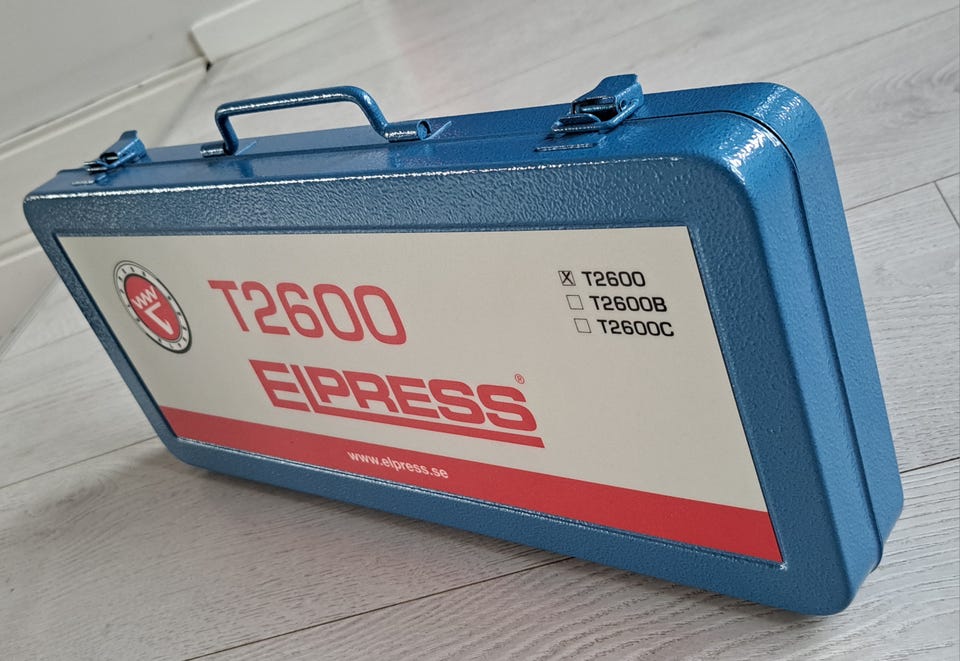 T2600
ELPRESS®
www.elpress.se
☒ T2600
☐ T2600B
☐ T2600C